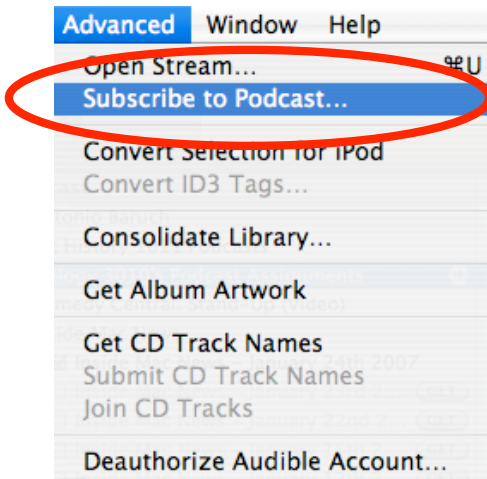 Advanced Window Help
Open Stream... ⌘U
Subscribe to Podcast...
Convert Selection for iPod
Convert ID3 Tags...
Consolidate Library...
Get Album Artwork
Get CD Track Names
Submit CD Track Names
Join CD Tracks
Deauthorize Audible Account...